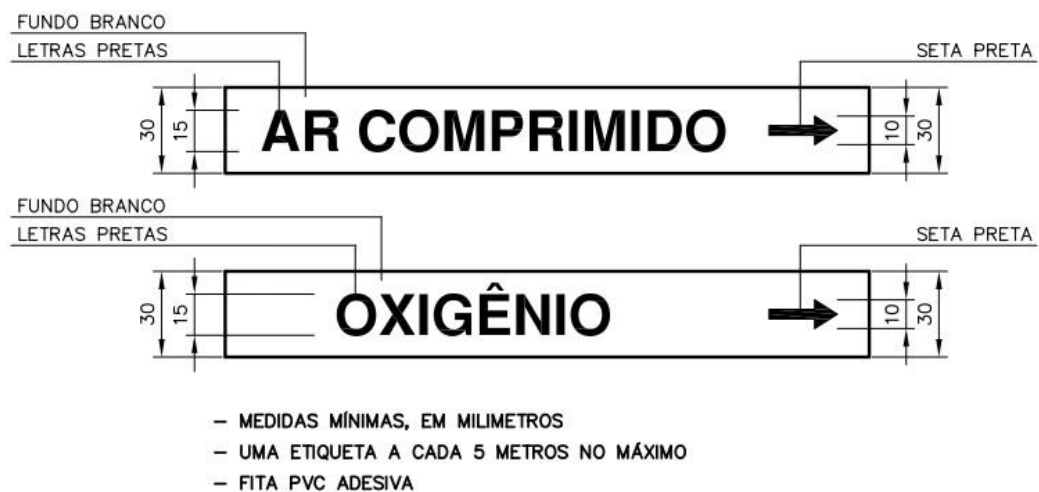 FUNDO BRANCO
LETRAS PRETAS
SETA PRETA
30
15
AR COMPRIMIDO
10
30
FUNDO BRANCO
LETRAS PRETAS
SETA PRETA
30
15
OXIGÊNIO
10
30
– MEDIDAS MÍNIMAS, EM MILIMETROS
– UMA ETIQUETA A CADA 5 METROS NO MÁXIMO
– FITA PVC ADESIVA